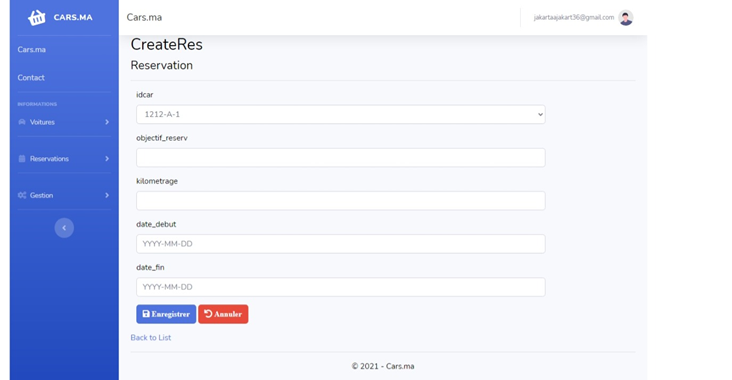 CARS.MA
Cars.ma
jakartaajakart36@gmail.com
Cars.ma
Contact
INFORMATIONS
Voitures
Reservations
Gestion
CreateRes
Reservation
idcar
1212-A-1
objectif_reserv
kilometrage
date_debut
YYYY-MM-DD
date_fin
YYYY-MM-DD
Enregistrer Annuler
Back to List
© 2021 - Cars.ma